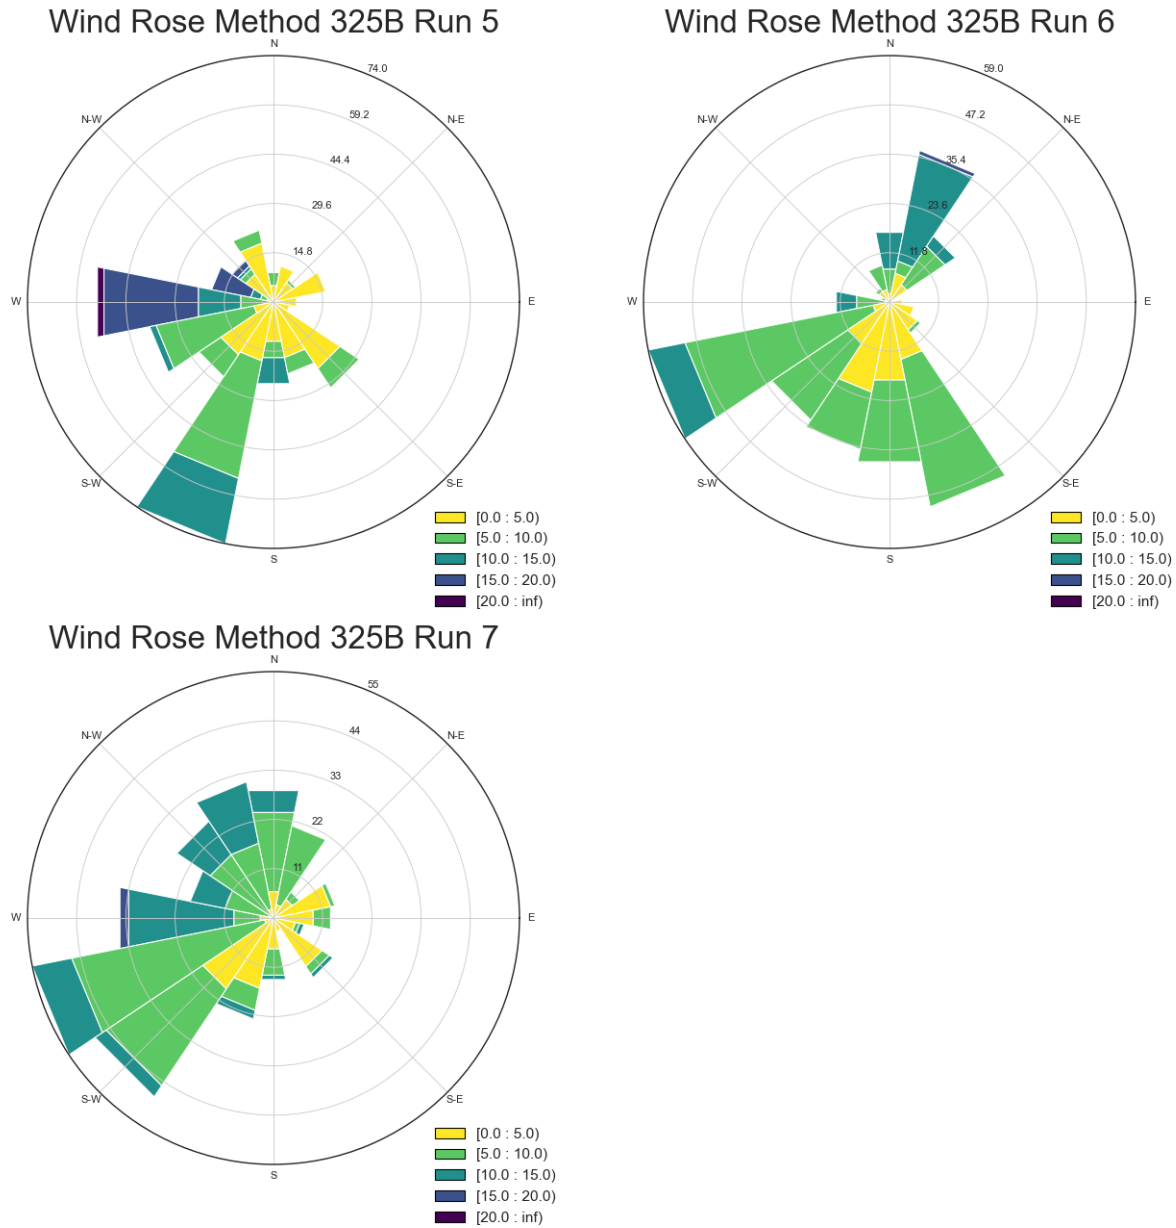 Wind Rose Method 325B Run 5
N
74.0
59.2
N-W
N-E
44.4
29.6
14.8
W
E
S-W
S-E
S
[0.0 : 5.0)
[5.0 : 10.0)
[10.0 : 15.0)
[15.0 : 20.0)
[20.0 : inf)
Wind Rose Method 325B Run 6
N
59.0
47.2
N-W
N-E
35.4
23.6
11.8
W
E
S-W
S-E
S
[0.0 : 5.0)
[5.0 : 10.0)
[10.0 : 15.0)
[15.0 : 20.0)
[20.0 : inf)
Wind Rose Method 325B Run 7
N
55
44
N-W
N-E
33
22
11
W
E
S-W
S-E
S
[0.0 : 5.0)
[5.0 : 10.0)
[10.0 : 15.0)
[15.0 : 20.0)
[20.0 : inf)